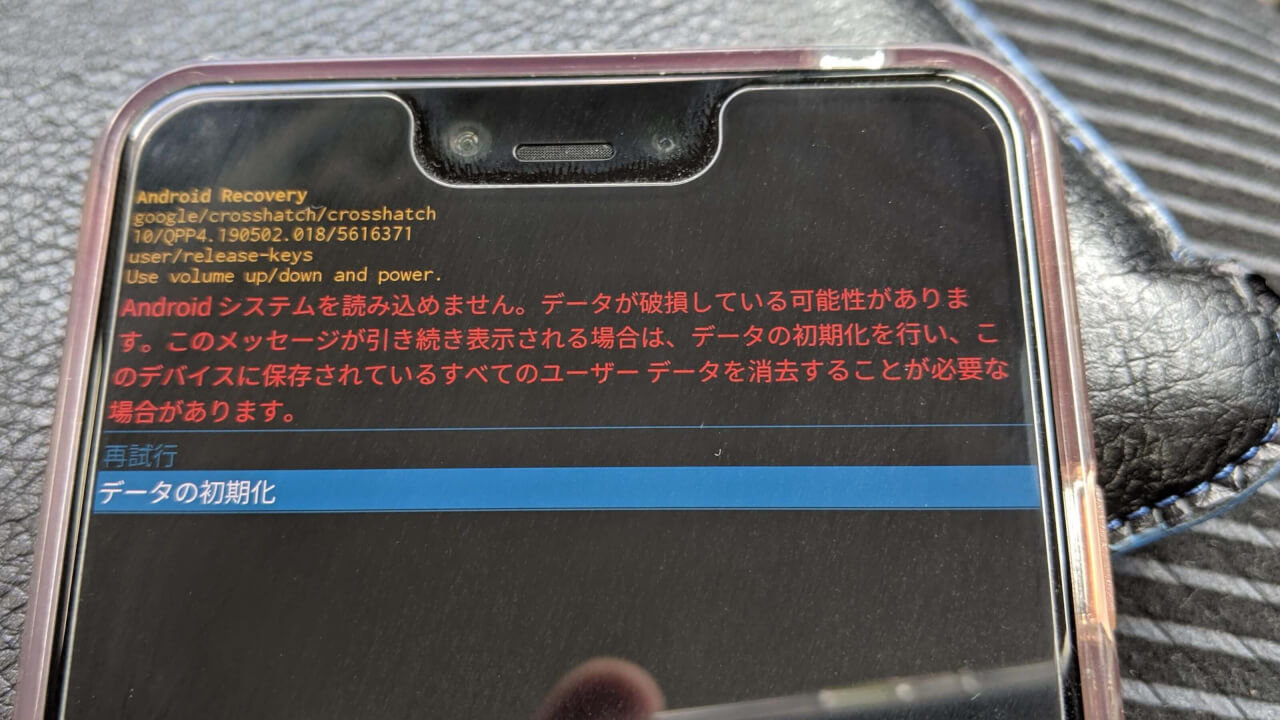 Android Recovery
google/crosshatch/crosshatch
10/QPP4.190502.018/5616371
user/release-keys
Use volume up/down and power.
Android システムを読み込めません。データが破損している可能性がありま
す。このメッセージが引き続き表示される場合は、データの初期化を行い、こ
のデバイスに保存されているすべてのユーザー データを消去することが必要な
場合があります。
再試行
データの初期化